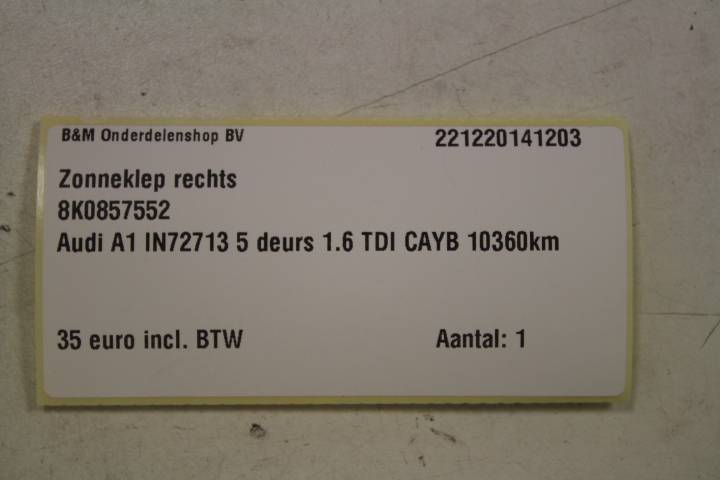 B&M Onderdelenshop BV 221220141203
Zonneklep rechts
8K0857552
Audi A1 IN72713 5 deurs 1.6 TDI CAYB 10360km
35 euro incl. BTW Aantal: 1